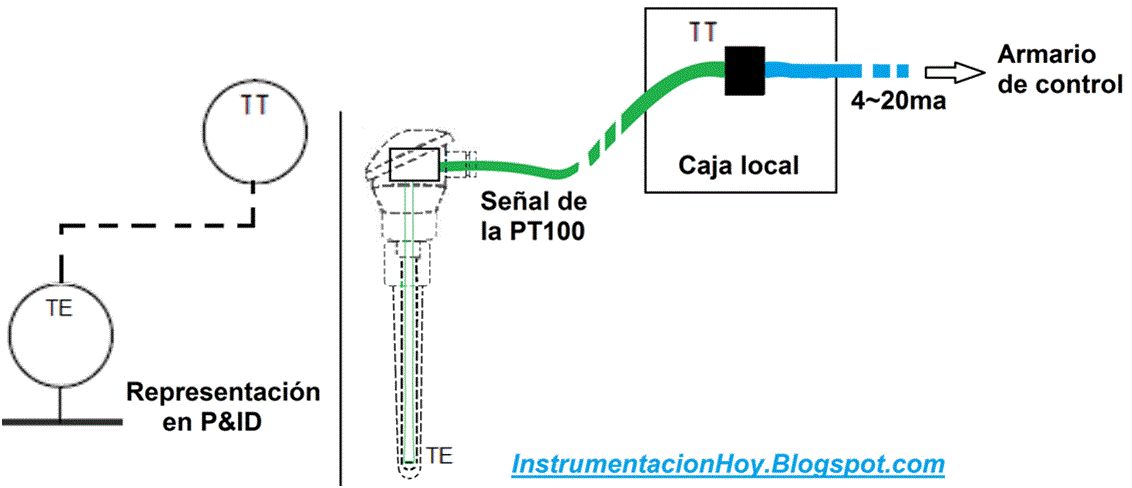 TT
TE
Representación
en P&ID
TT
Caja local
4~20ma
Armario
de control
Señal de
la PT100
TE
InstrumentacionHoy.Blogspot.com